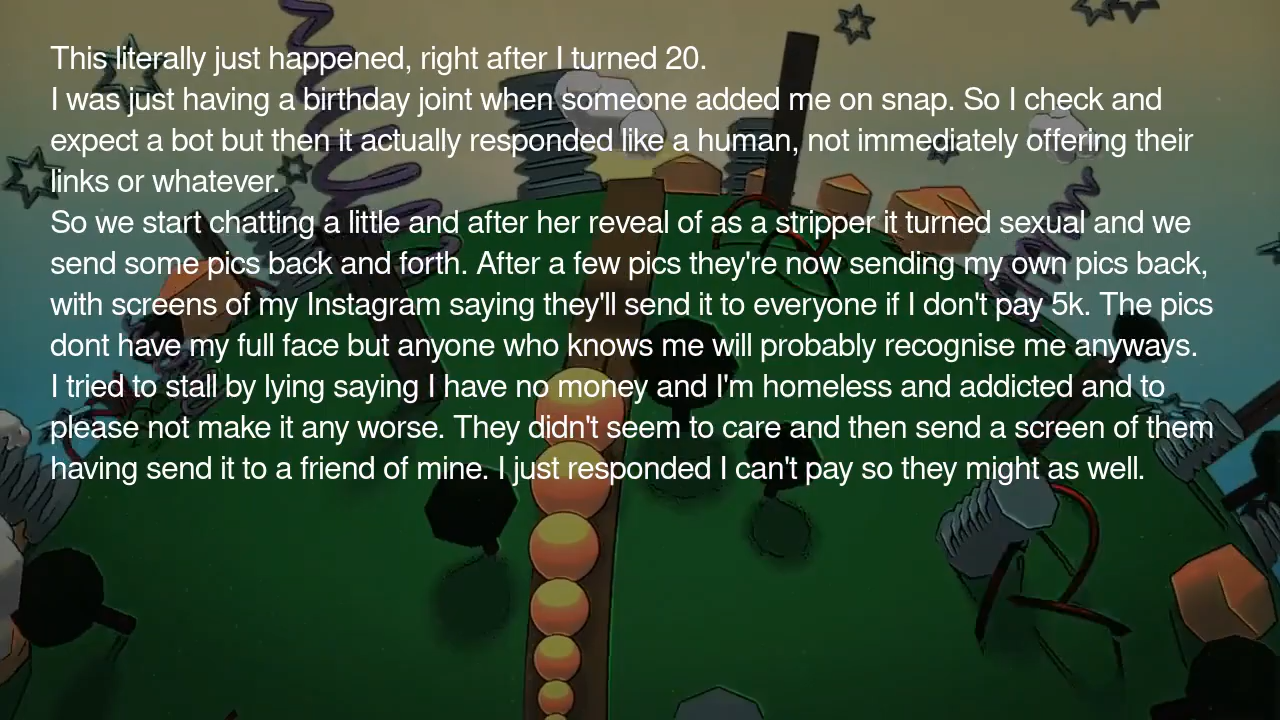 This literally just happened, right after I turned 20.
I was just having a birthday joint when someone added me on snap. So I check and
expect a bot but then it actually responded like a human, not immediately offering their
links or whatever.
So we start chatting a little and after her reveal of as a stripper it turned sexual and we
send some pics back and forth. After a few pics they're now sending my own pics back,
with screens of my Instagram saying they'll send it to everyone if I don't pay 5k. The pics
dont have my full face but anyone who knows me will probably recognise me anyways.
I tried to stall by lying saying I have no money and I'm homeless and addicted and to
please not make it any worse. They didn't seem to care and then send a screen of them
having send it to a friend of mine. I just responded I can't pay so they might as well.